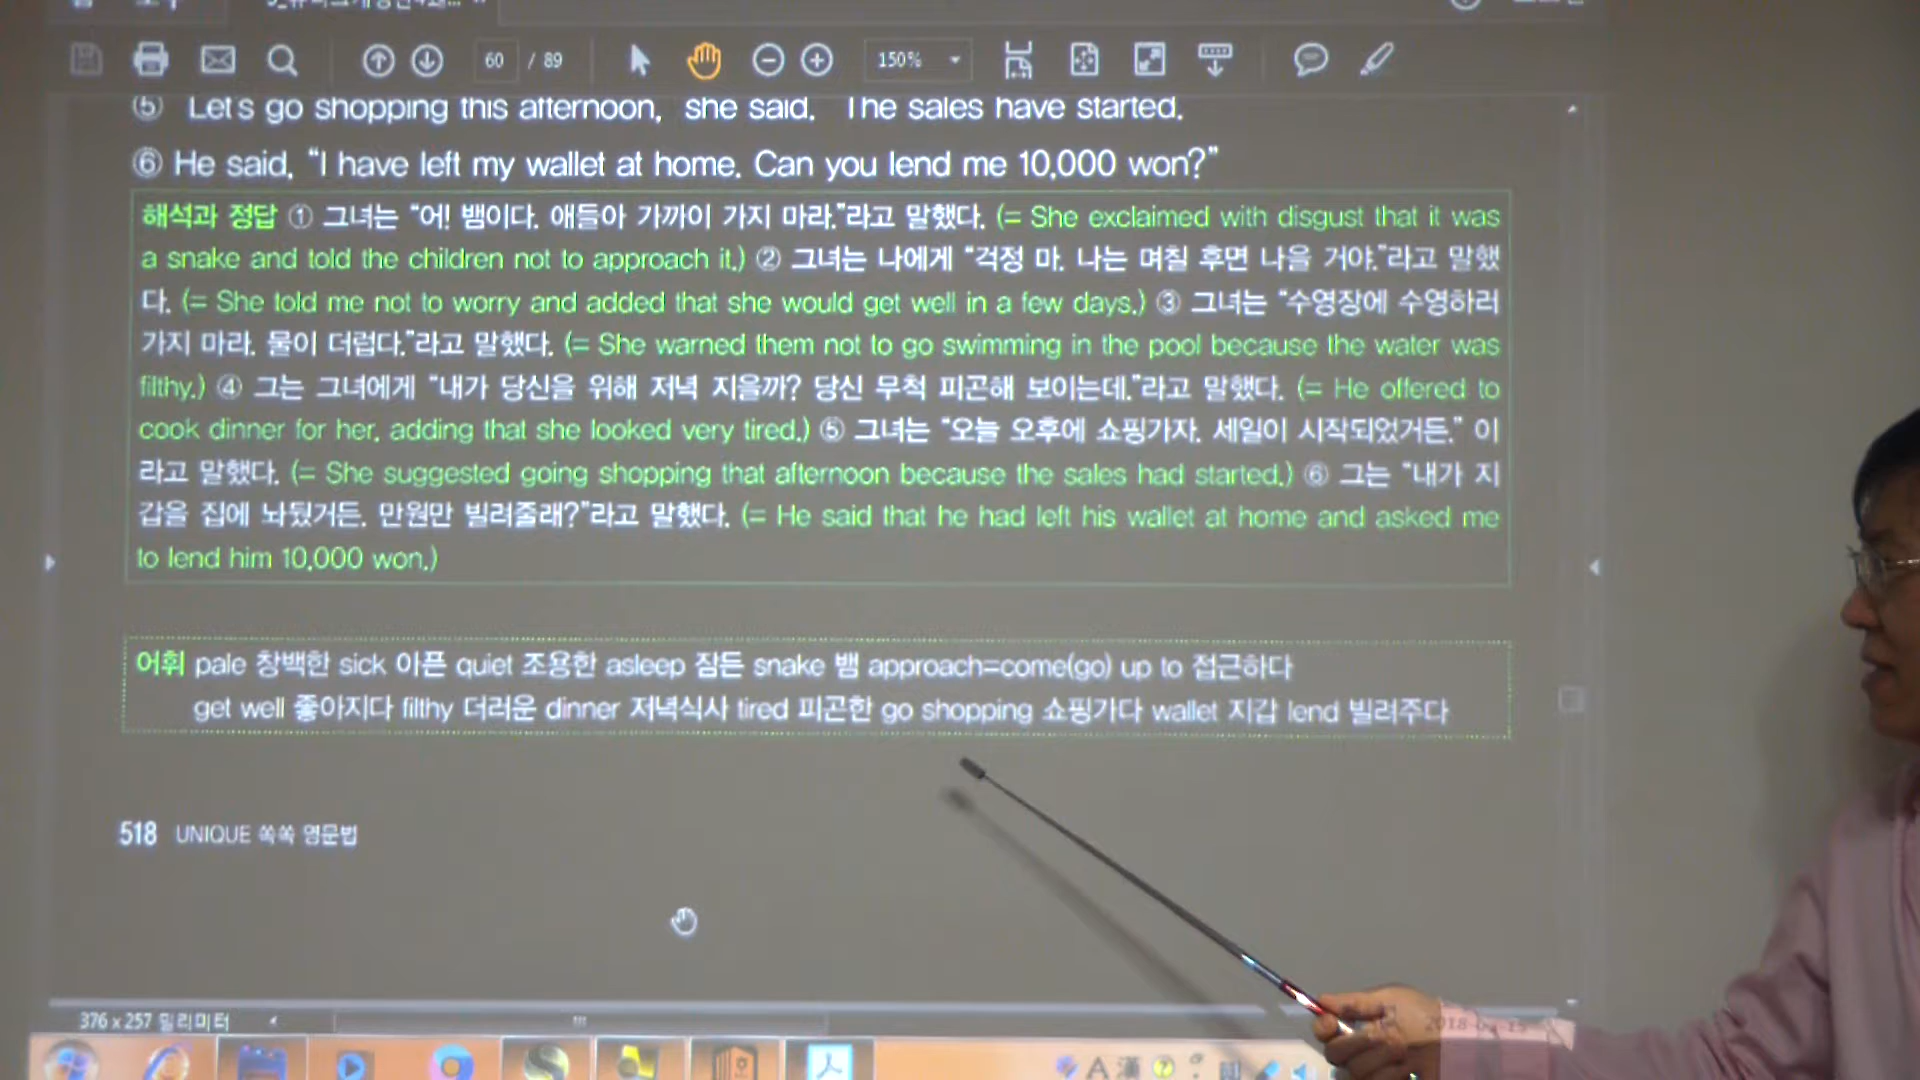 60 / 89
150%
⑤ Let's go shopping this afternoon, she said. The sales have started.
⑥ He said, “I have left my wallet at home. Can you lend me 10,000 won?”
해석과 정답 ① 그녀는 “어! 뱀이다. 얘들아 가까이 가지 마라.”라고 말했다. (= She exclaimed with disgust that it was
a snake and told the children not to approach it.) ② 그녀는 나에게 “걱정 마. 나는 며칠 후면 나을 거야.”라고 말했
다. (= She told me not to worry and added that she would get well in a few days.) ③ 그녀는 “수영장에 수영하러
가지 마라. 물이 더럽다.”라고 말했다. (= She warned them not to go swimming in the pool because the water was
filthy.) ④ 그는 그녀에게 “내가 당신을 위해 저녁 지을까? 당신 무척 피곤해 보이는데.”라고 말했다. (= He offered to
cook dinner for her, adding that she looked very tired.) ⑤ 그녀는 “오늘 오후에 쇼핑가자. 세일이 시작되었거든.” 이
라고 말했다. (= She suggested going shopping that afternoon because the sales had started.) ⑥ 그는 “내가 지
갑을 집에 놔뒀거든. 만원만 빌려줄래?”라고 말했다. (= He said that he had left his wallet at home and asked me
to lend him 10,000 won.)
어휘 pale 창백한 sick 아픈 quiet 조용한 asleep 잠든 snake 뱀 approach=come(go) up to 접근하다
get well 좋아지다 filthy 더러운 dinner 저녁식사 tired 피곤한 go shopping 쇼핑가다 wallet 지갑 lend 빌려주다
518 UNIQUE 쏙쏙 영문법
376 x 257 밀리미터
A 漢